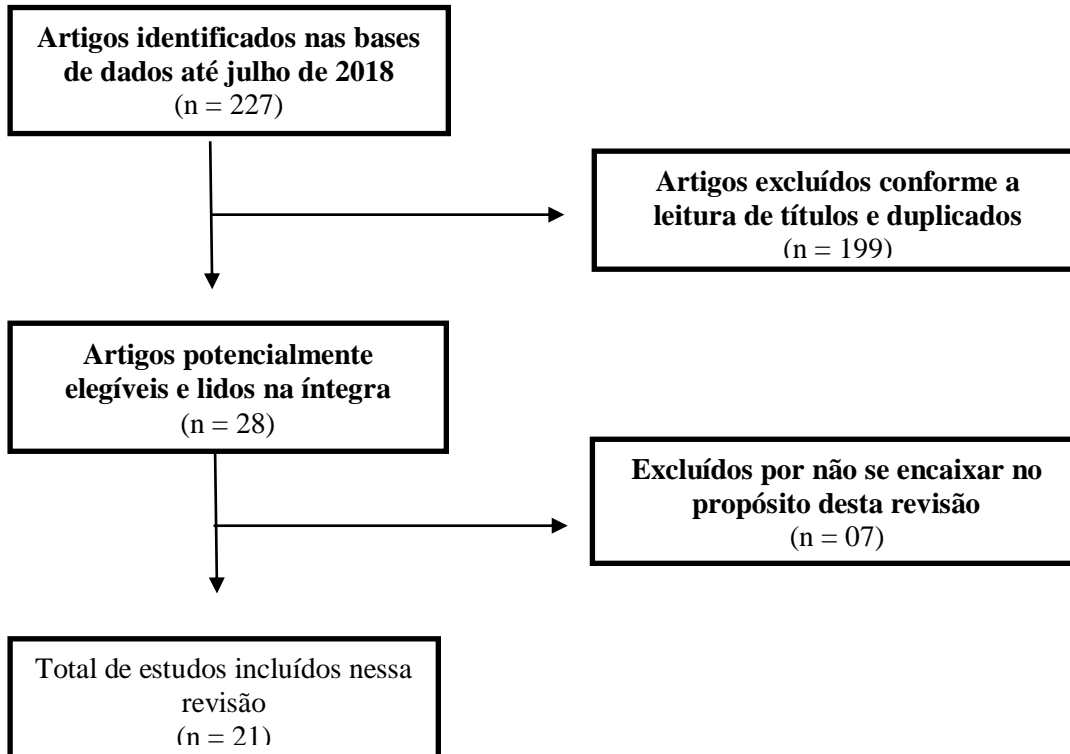 Artigos identificados nas bases
de dados até julho de 2018
(n = 227)
Artigos excluídos conforme a
leitura de títulos e duplicados
(n = 199)
Artigos potencialmente
elegíveis e lidos na íntegra
(n = 28)
Excluídos por não se encaixar no
propósito desta revisão
(n = 07)
Total de estudos incluídos nessa
revisão
(n = 21)